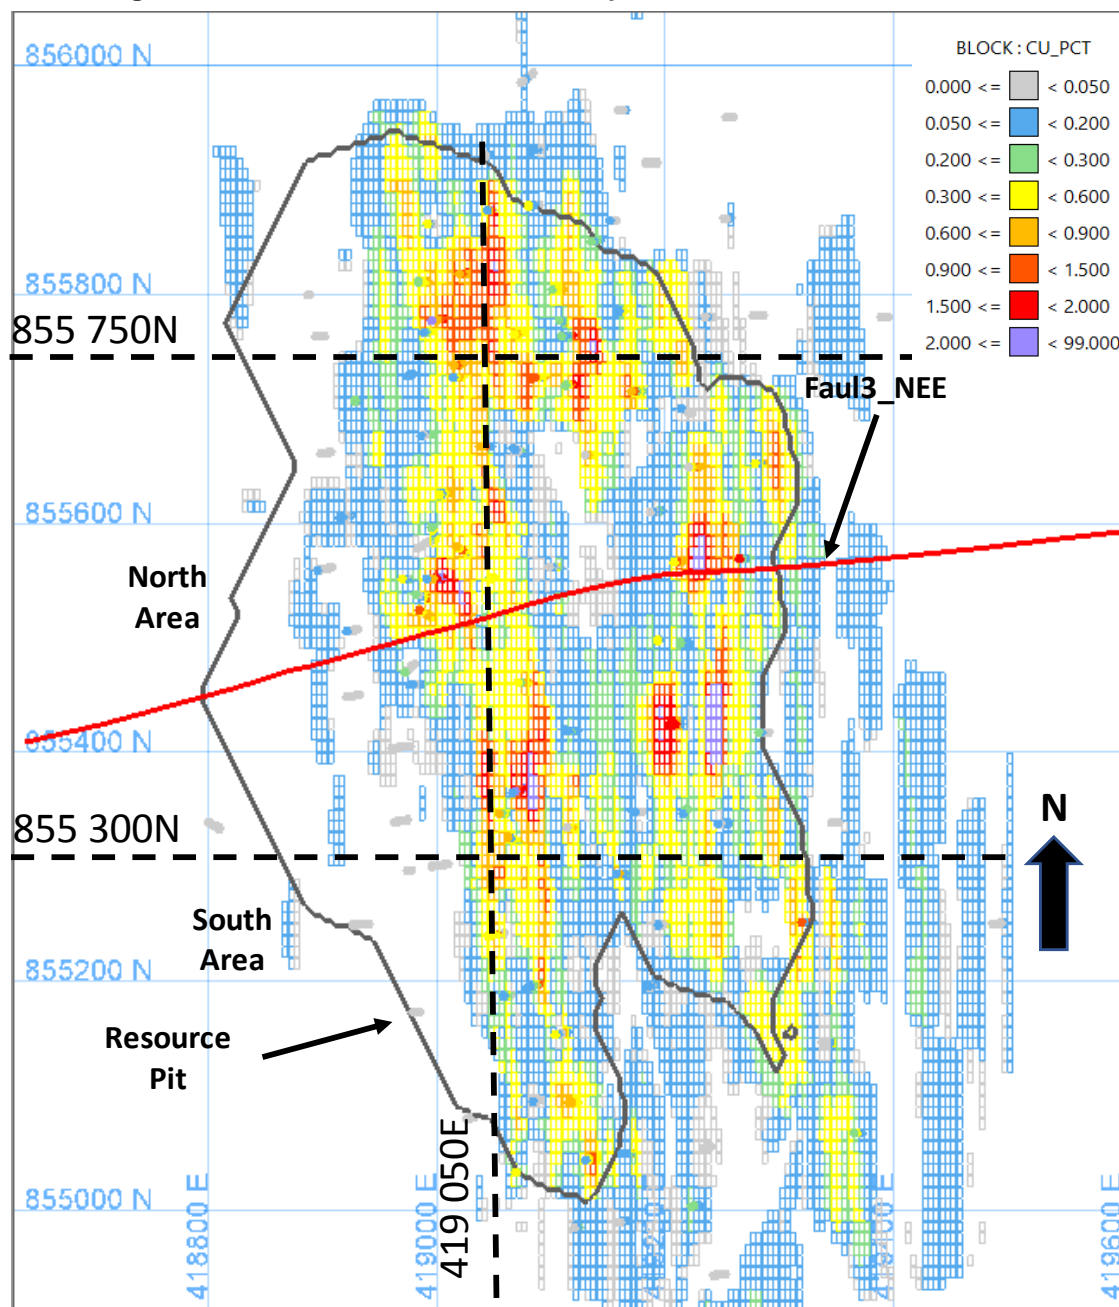 856000 N
BLOCK : CU_PCT
0.000 <= < 0.050
0.050 <= < 0.200
0.200 <= < 0.300
0.300 <= < 0.600
0.600 <= < 0.900
0.900 <= < 1.500
1.500 <= < 2.000
2.000 <= < 99.000
855800 N
855 750N
Faul3_NEE
855600 N
North
Area
855400 N
855 300N
N
South
Area
855200 N
Resource
Pit
855000 N
418800 E
419000 E
419 050E
419200 E
419400 E
419600 E